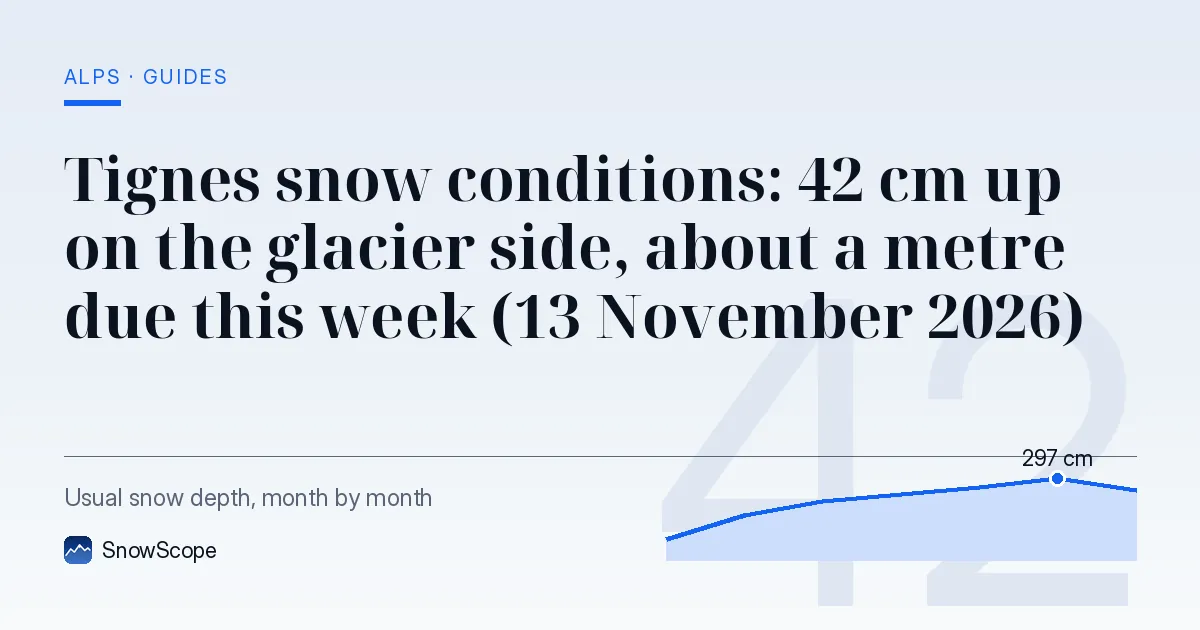 ALPS · GUIDES
Tignes snow conditions: 42 cm up
on the glacier side, about a metre
due this week (13 November 2026)
42
297 cm
Usual snow depth, month by month
SnowScope